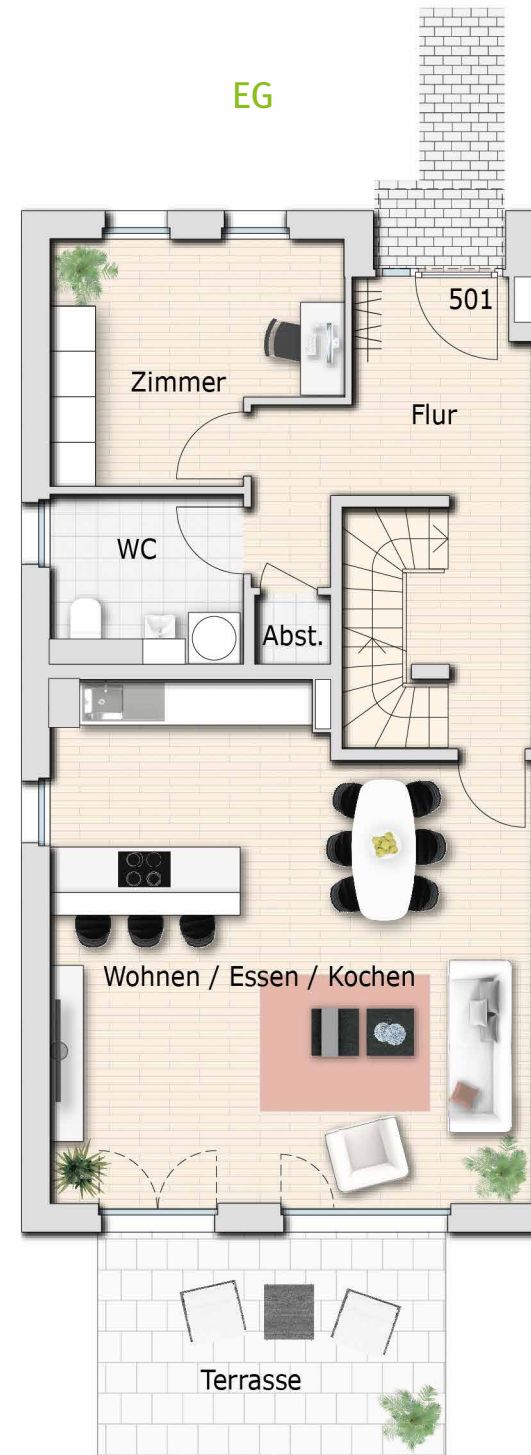 EG
501
Zimmer
Flur
WC
Abst.
Wohnen / Essen / Kochen
Terrasse